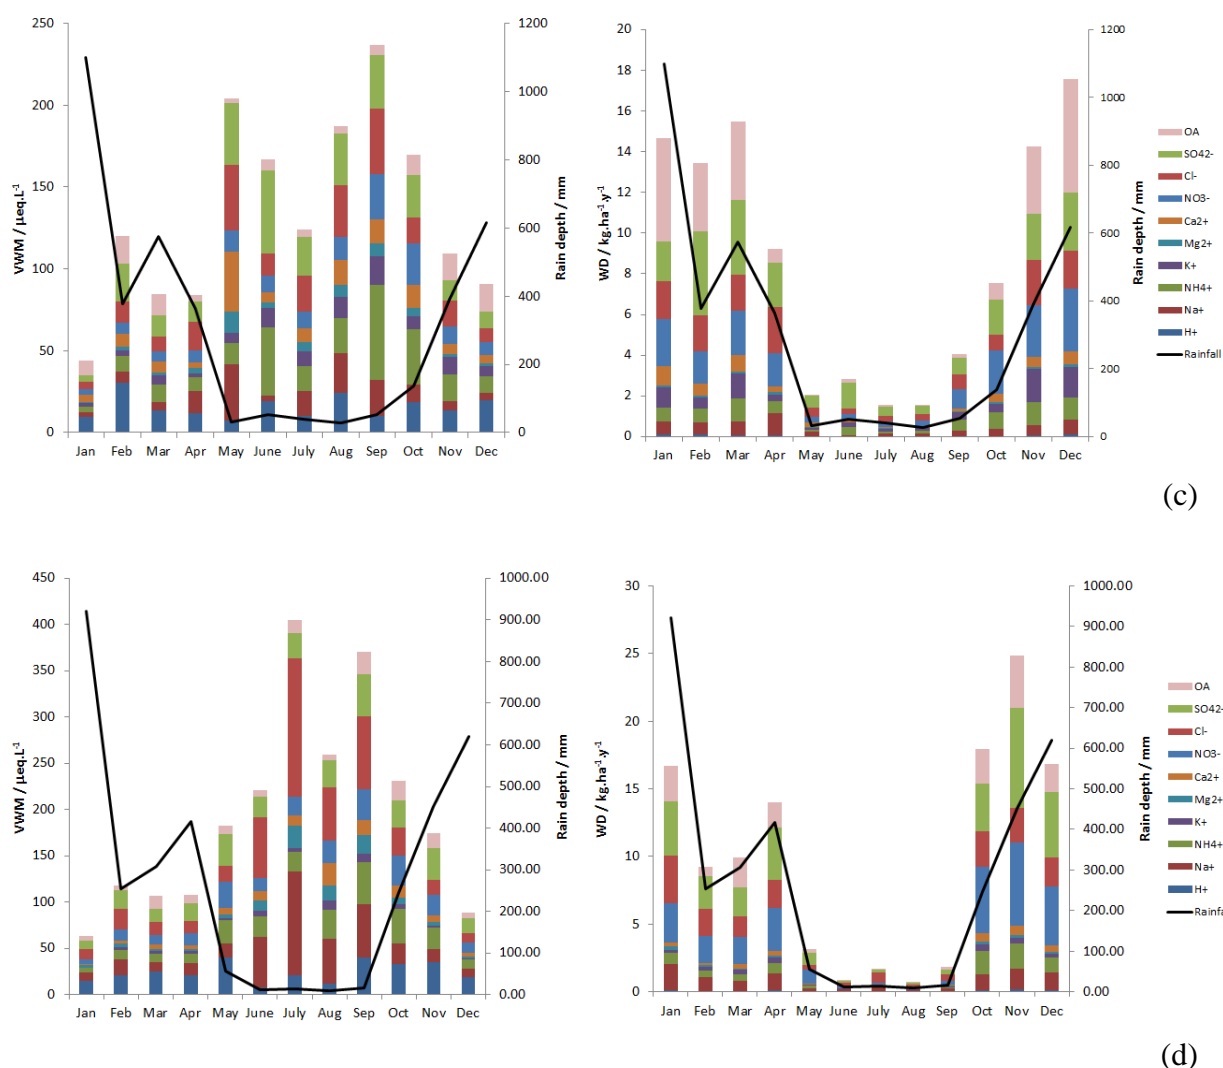 250
200
150
100
50
0
VWM / µeq.L-1
1200
1000
800
600
400
200
0
Rain depth / mm
Jan Feb Mar Apr May June July Aug Sep Oct Nov Dec
20
18
16
14
12
10
8
6
4
2
0
WD / kg.ha-1.y-1
1200
1000
800
600
400
200
0
Rain depth / mm
Jan Feb Mar Apr May June July Aug Sep Oct Nov Dec
OA
SO42-
Cl-
NO3-
Ca2+
Mg2+
K+
NH4+
Na+
H+
Rainfall
(c)
450
400
350
300
250
200
150
100
50
0
VWM / µeq.L-1
1000.00
900.00
800.00
700.00
600.00
500.00
400.00
300.00
200.00
100.00
0.00
Rain depth / mm
Jan Feb Mar Apr May June July Aug Sep Oct Nov Dec
30
25
20
15
10
5
0
WD / kg.ha-1.y-1
1000.00
900.00
800.00
700.00
600.00
500.00
400.00
300.00
200.00
100.00
0.00
Rain depth / mm
Jan Feb Mar Apr May June July Aug Sep Oct Nov Dec
OA
SO42-
Cl-
NO3-
Ca2+
Mg2+
K+
NH4+
Na+
H+
Rainfa
(d)